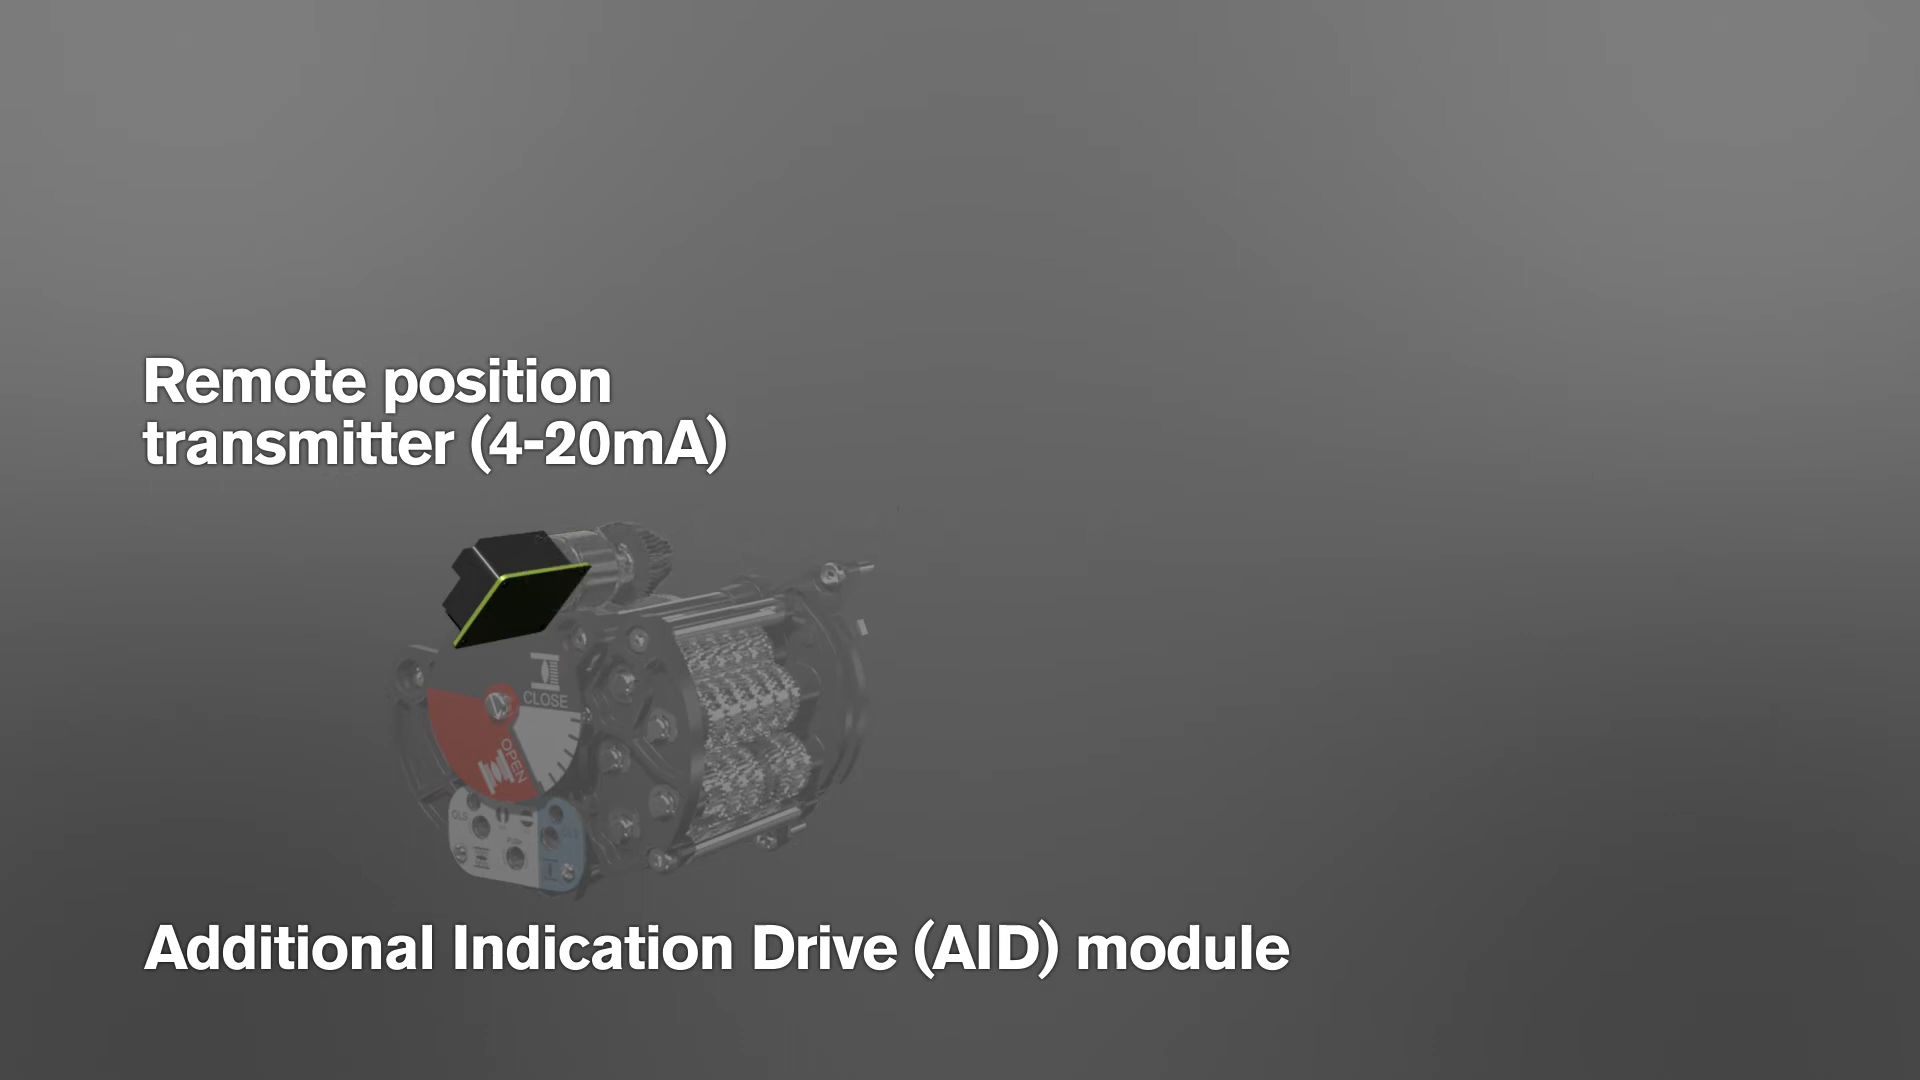 Remote position
transmitter (4-20mA)
CLOSE
OPEN
Additional Indication Drive (AID) module